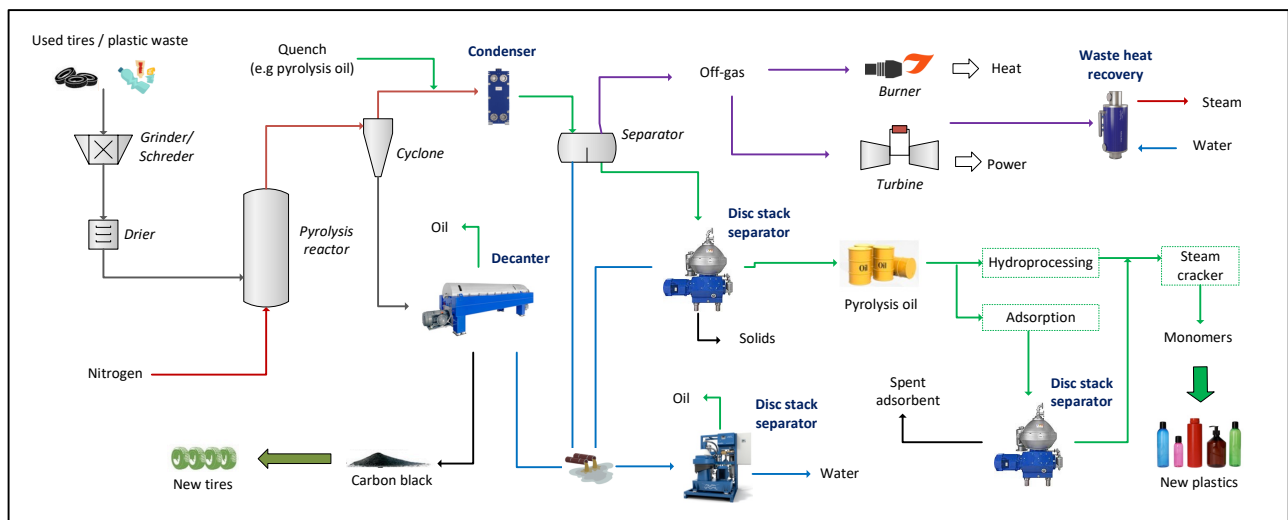 Used tires / plastic waste
Quench
(e.g pyrolysis oil)
Condenser
Off-gas
Burner
Heat
Waste heat
recovery
Steam
Water
Grinder/
Schreder
Cyclone
Separator
Turbine
Power
Drier
Pyrolysis
reactor
Oil
Decanter
Disc stack
separator
Oil
Pyrolysis oil
Hydroprocessing
Steam
cracker
Adsorption
Monomers
Solids
Nitrogen
Spent
adsorbent
Disc stack
separator
Oil
Disc stack
separator
Water
New tires
Carbon black
New plastics